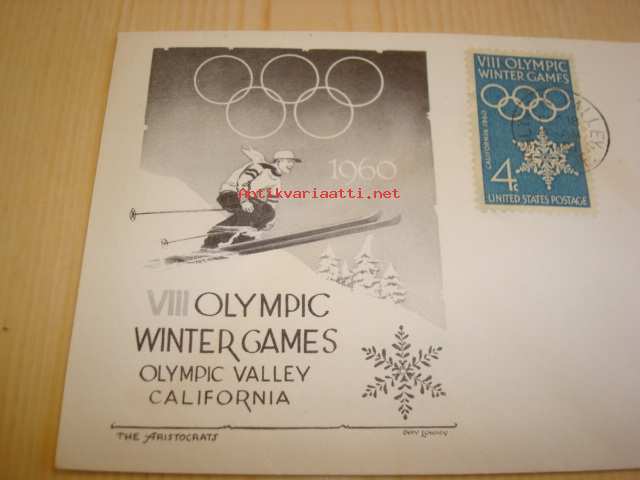 1960
Antikvariaatti.net
VIII OLYMPIC
WINTER GAMES
OLYMPIC VALLEY
CALIFORNIA
THE ARISTOCRATS
VIII OLYMPIC
WINTER GAMES
CALIFORNIA 1960
4c
UNITED STATES POSTAGE